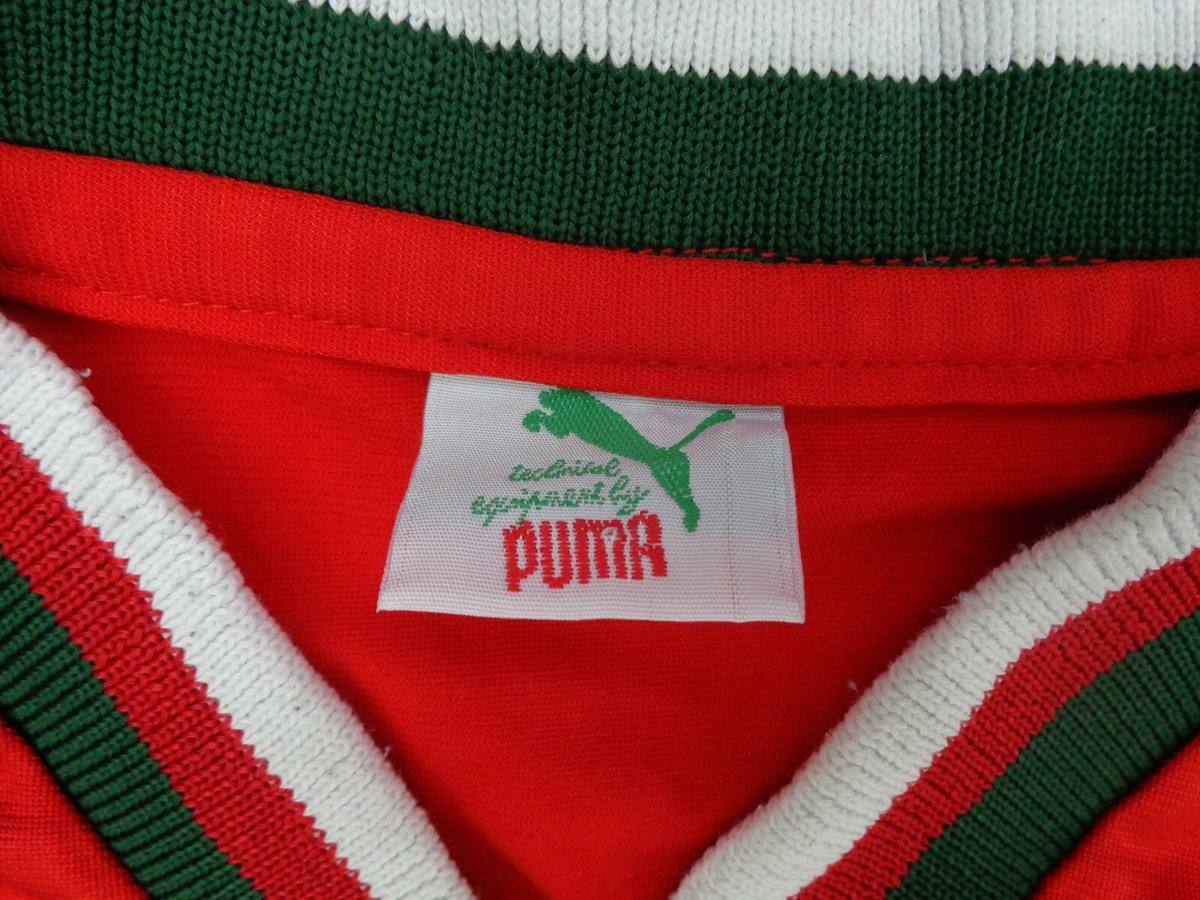 technical
equipment by
PUMA